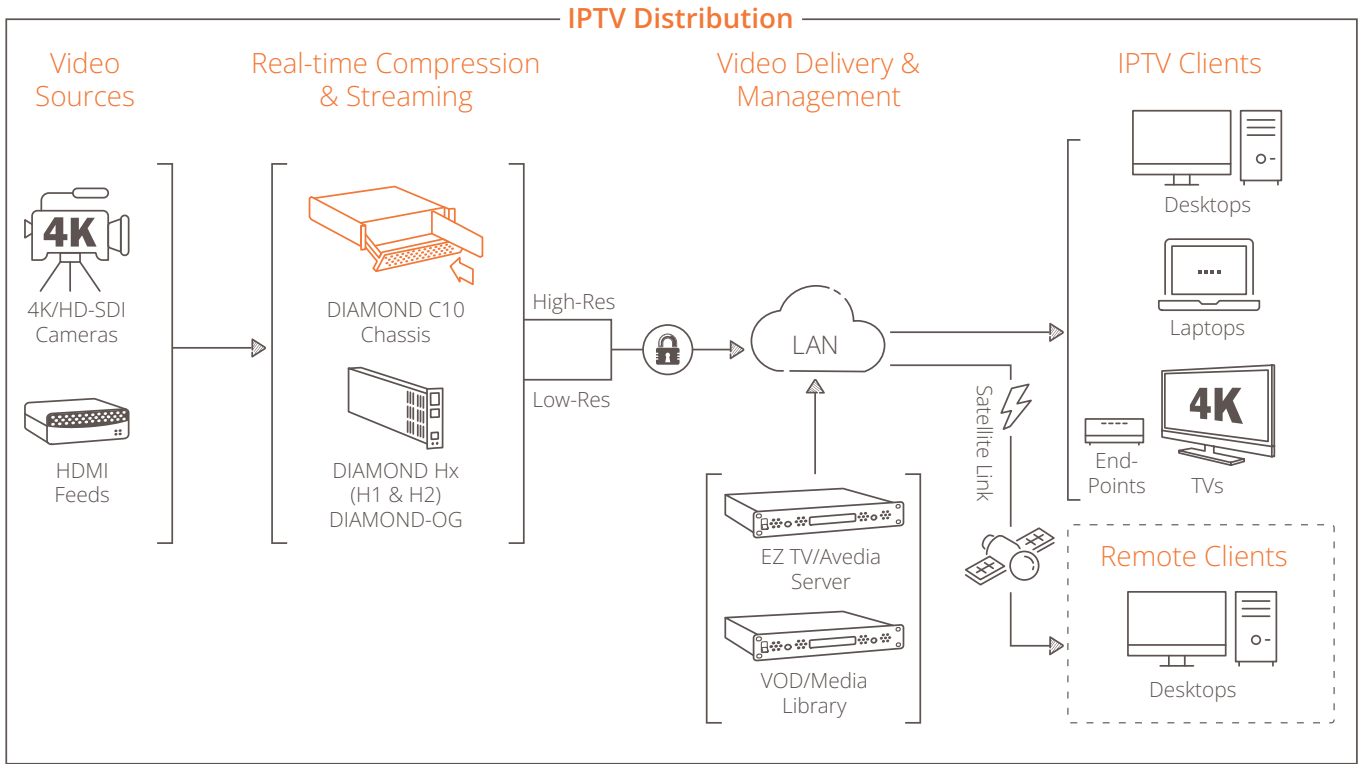 IPTV Distribution
Video
Sources
Real-time Compression
& Streaming
Video Delivery &
Management
IPTV Clients
4K
4K/HD-SDI
Cameras
HDMI
Feeds
DIAMOND C10
Chassis
DIAMOND Hx
(H1 & H2)
DIAMOND-OG
High-Res
Low-Res
LAN
EZ TV/Avedia
Server
VOD/Media
Library
Satellite Link
Desktops
Laptops
4K
End-
Points
TVs
Remote Clients
Desktops